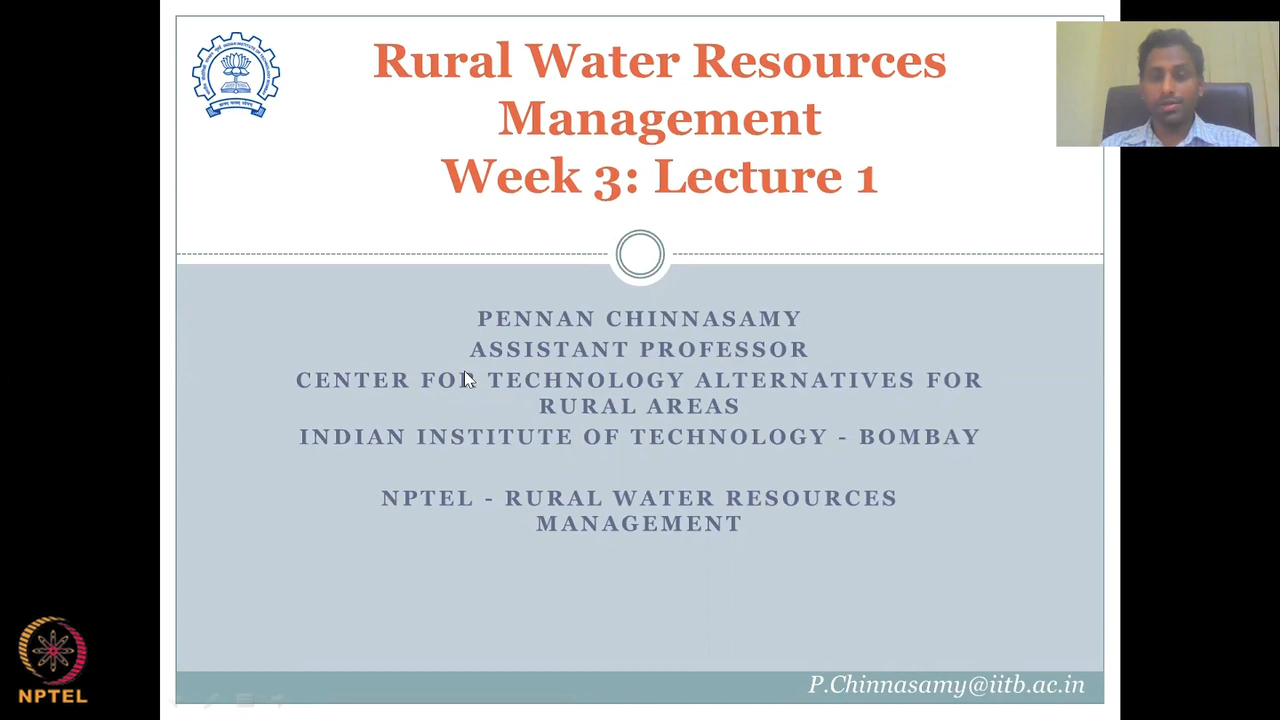 Rural Water Resources
Management
Week 3: Lecture 1
PENNAN CHINNASAMY
ASSISTANT PROFESSOR
CENTER FOR TECHNOLOGY ALTERNATIVES FOR
RURAL AREAS
INDIAN INSTITUTE OF TECHNOLOGY - BOMBAY
NPTEL - RURAL WATER RESOURCES
MANAGEMENT
P.Chinnasamy@iitb.ac.in
NPTEL